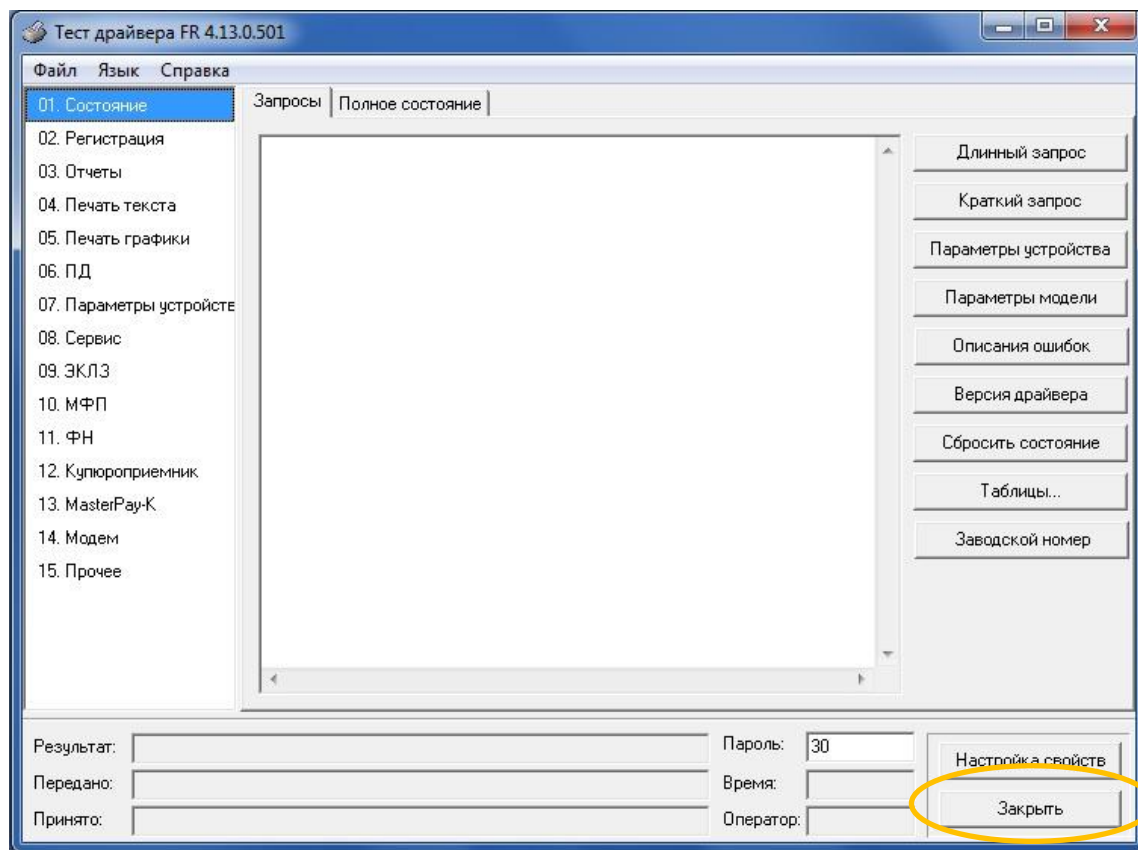 Тест драйвера FR 4.13.0.501
Файл Язык Справка
01. Состояние
02. Регистрация
03. Отчеты
04. Печать текста
05. Печать графики
06. ПД
07. Параметры устройств
08. Сервис
09. ЭКЛЗ
10. МФП
11. ФН
12. Купюроприемник
13. MasterPay-K
14. Модем
15. Прочее
Запросы Полное состояние
Длинный запрос
Краткий запрос
Параметры устройства
Параметры модели
Описания ошибок
Версия драйвера
Сбросить состояние
Таблицы...
Заводской номер
Результат:
Передано:
Принято:
Пароль: 30
Время:
Оператор:
Настройка свойств
Закрыть